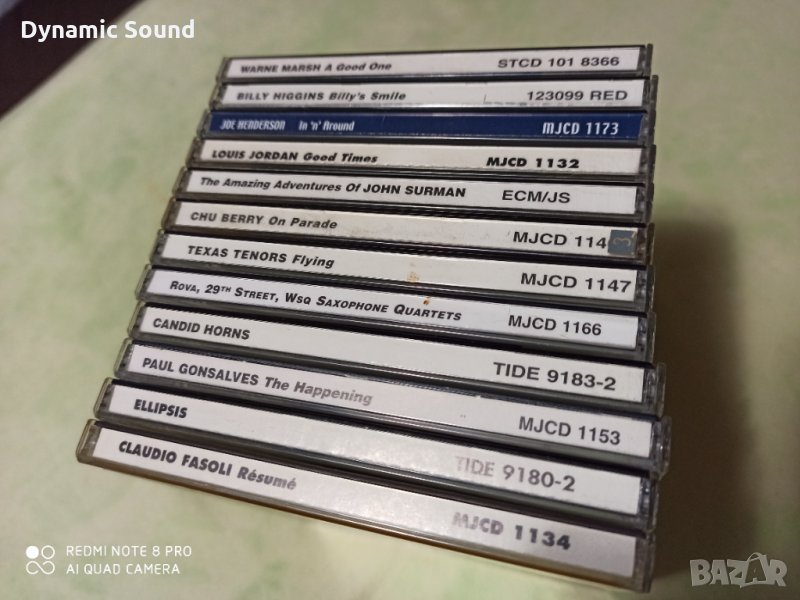 Dynamic Sound
WARNE MARSH A Good One STCD 101 8366
BILLY HIGGINS Billy's Smile 123099 RED
JOE HENDERSON In 'n' Around MJCD 1173
LOUIS JORDAN Good Times MJCD 1132
The Amazing Adventures Of JOHN SURMAN ECM/JS
CHU BERRY On Parade MJCD 114
TEXAS TENORS Flying MJCD 1147
ROVA, 29TH STREET, WSQ SAXOPHONE QUARTETS MJCD 1166
CANDID HORNS TIDE 9183-2
PAUL GONSALVES The Happening MJCD 1153
ELLIPSIS TIDE 9180-2
CLAUDIO FASOLI Résumé MJCD 1134
REDMI NOTE 8 PRO
AI QUAD CAMERA
BAZAR